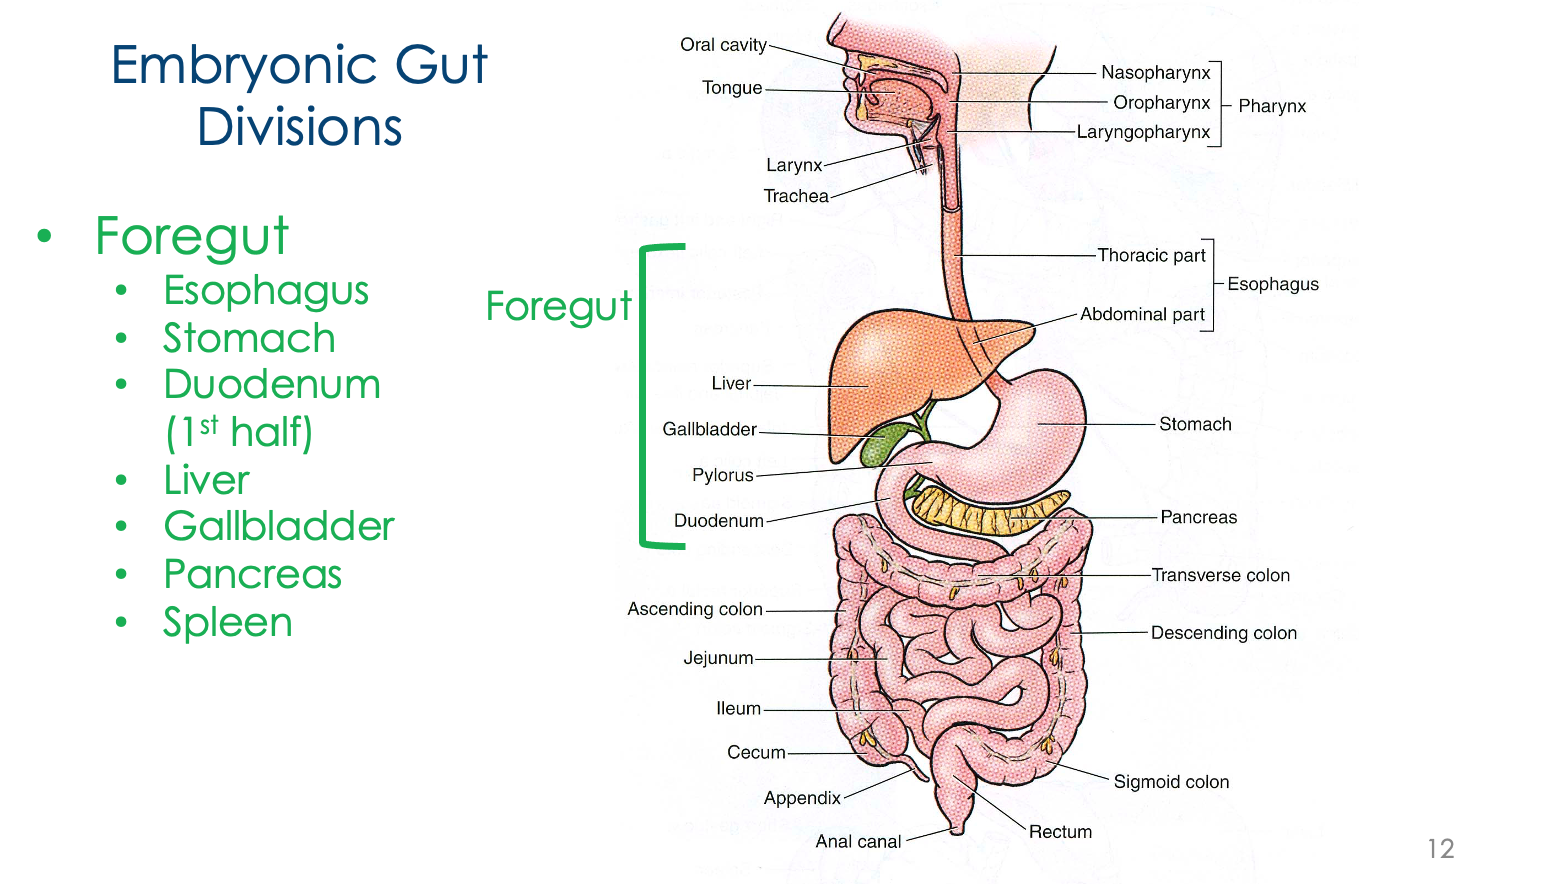 Embryonic Gut
Divisions
• Foregut
• Esophagus
• Stomach
• Duodenum
(1st half)
• Liver
• Gallbladder
• Pancreas
• Spleen
Foregut
Oral cavity
Tongue
Larynx
Trachea
Nasopharynx
Oropharynx
Laryngopharynx
Pharynx
Thoracic part
Abdominal part
Esophagus
Liver
Gallbladder
Pylorus
Duodenum
Stomach
Pancreas
Transverse colon
Ascending colon
Descending colon
Jejunum
Ileum
Cecum
Appendix
Anal canal
Sigmoid colon
Rectum
12